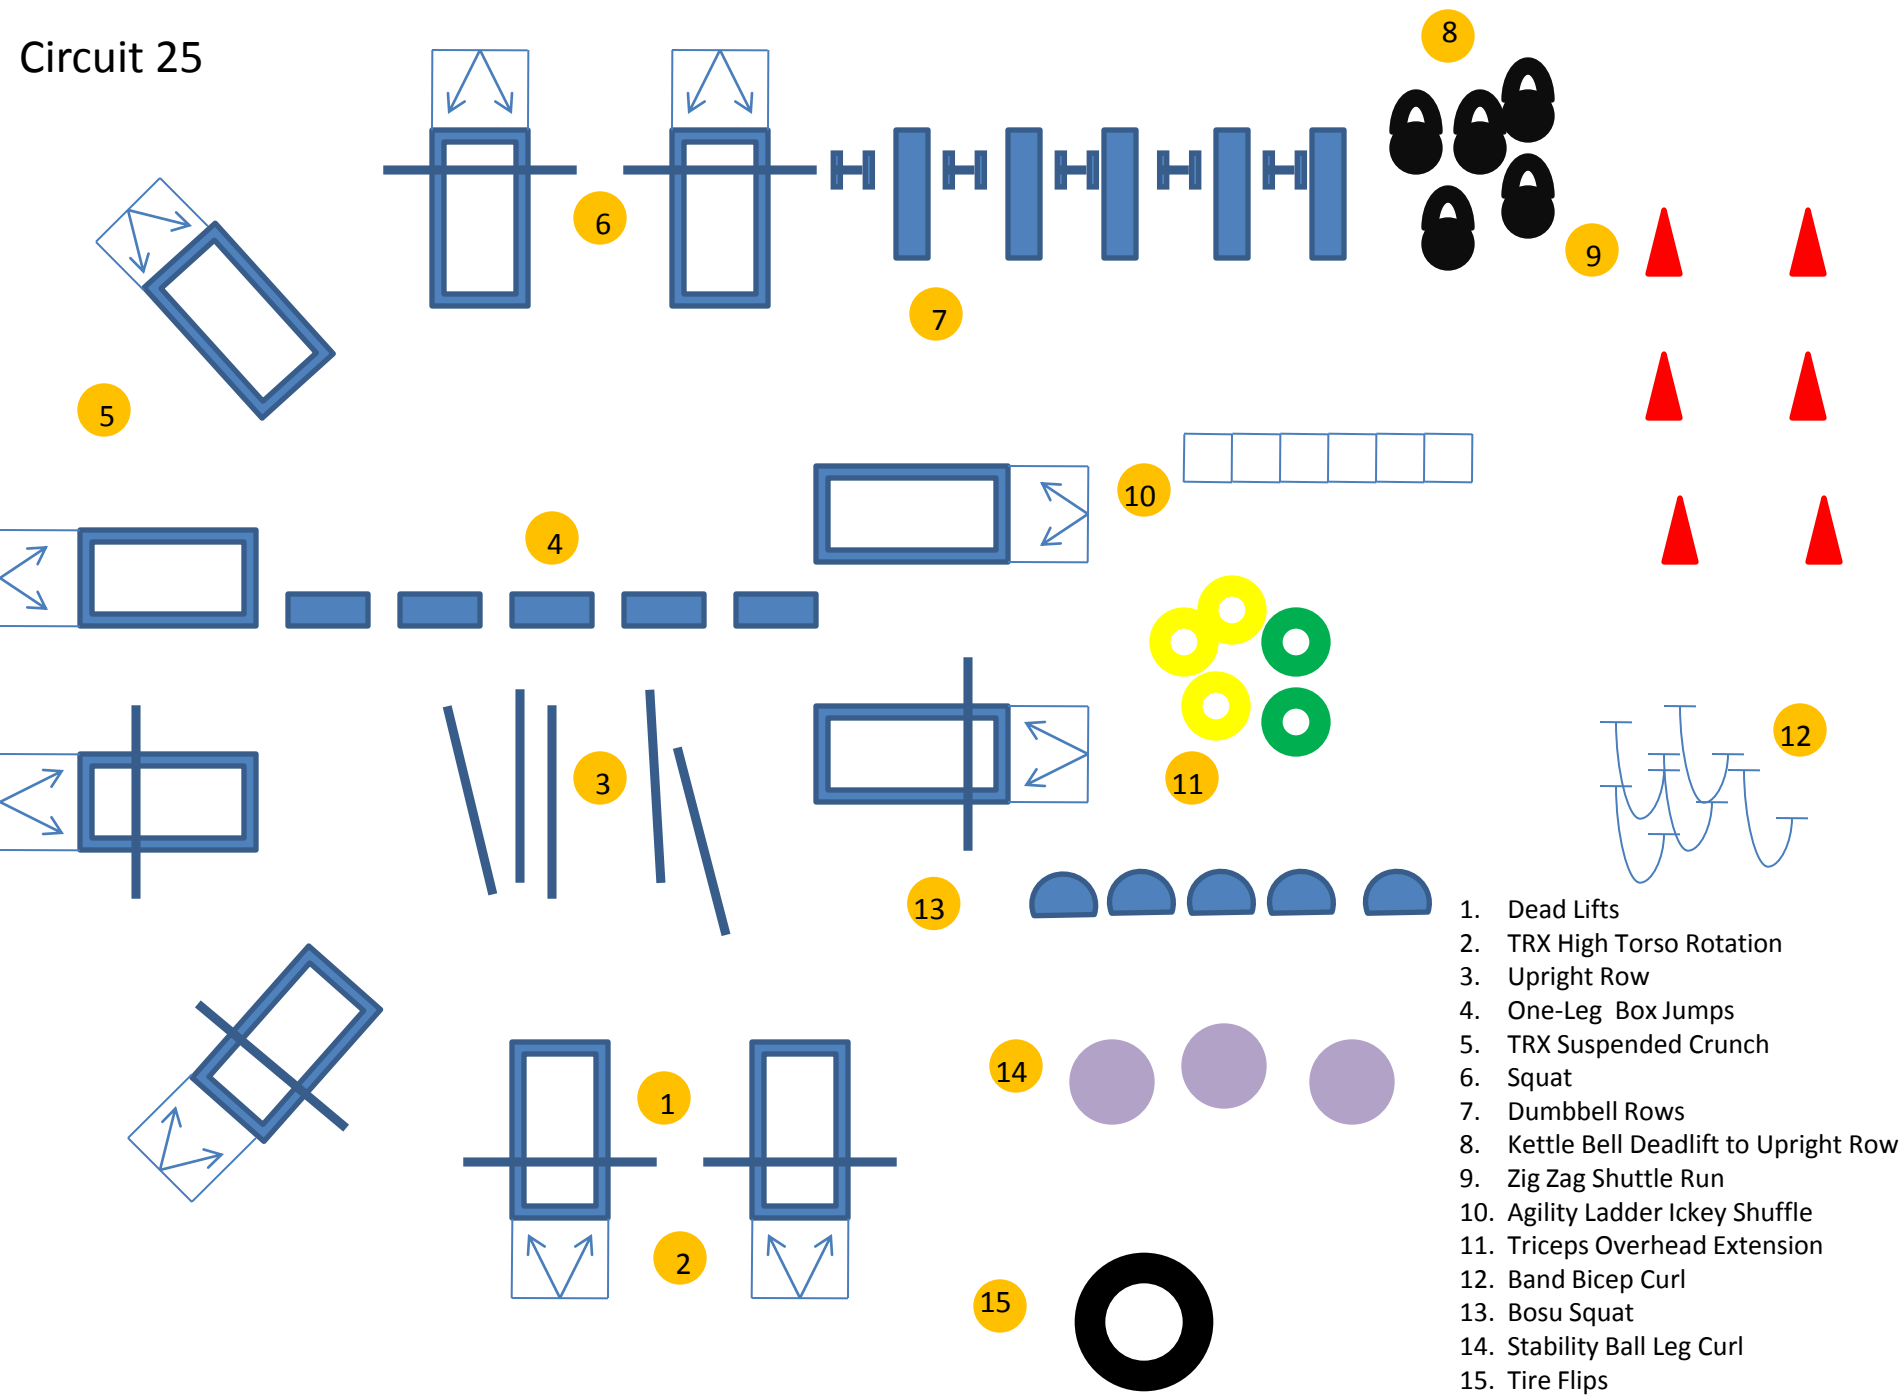 Circuit 25
8
6
9
7
5
10
4
12
3
11
13
1
14
2
15
1. Dead Lifts
2. TRX High Torso Rotation
3. Upright Row
4. One-Leg  Box Jumps
5. TRX Suspended Crunch
6. Squat
7. Dumbbell Rows
8. Kettle Bell Deadlift to Upright Row
9. Zig Zag Shuttle Run
10. Agility Ladder Ickey Shuffle
11. Triceps Overhead Extension
12. Band Bicep Curl
13. Bosu Squat
14. Stability Ball Leg Curl
15. Tire Flips